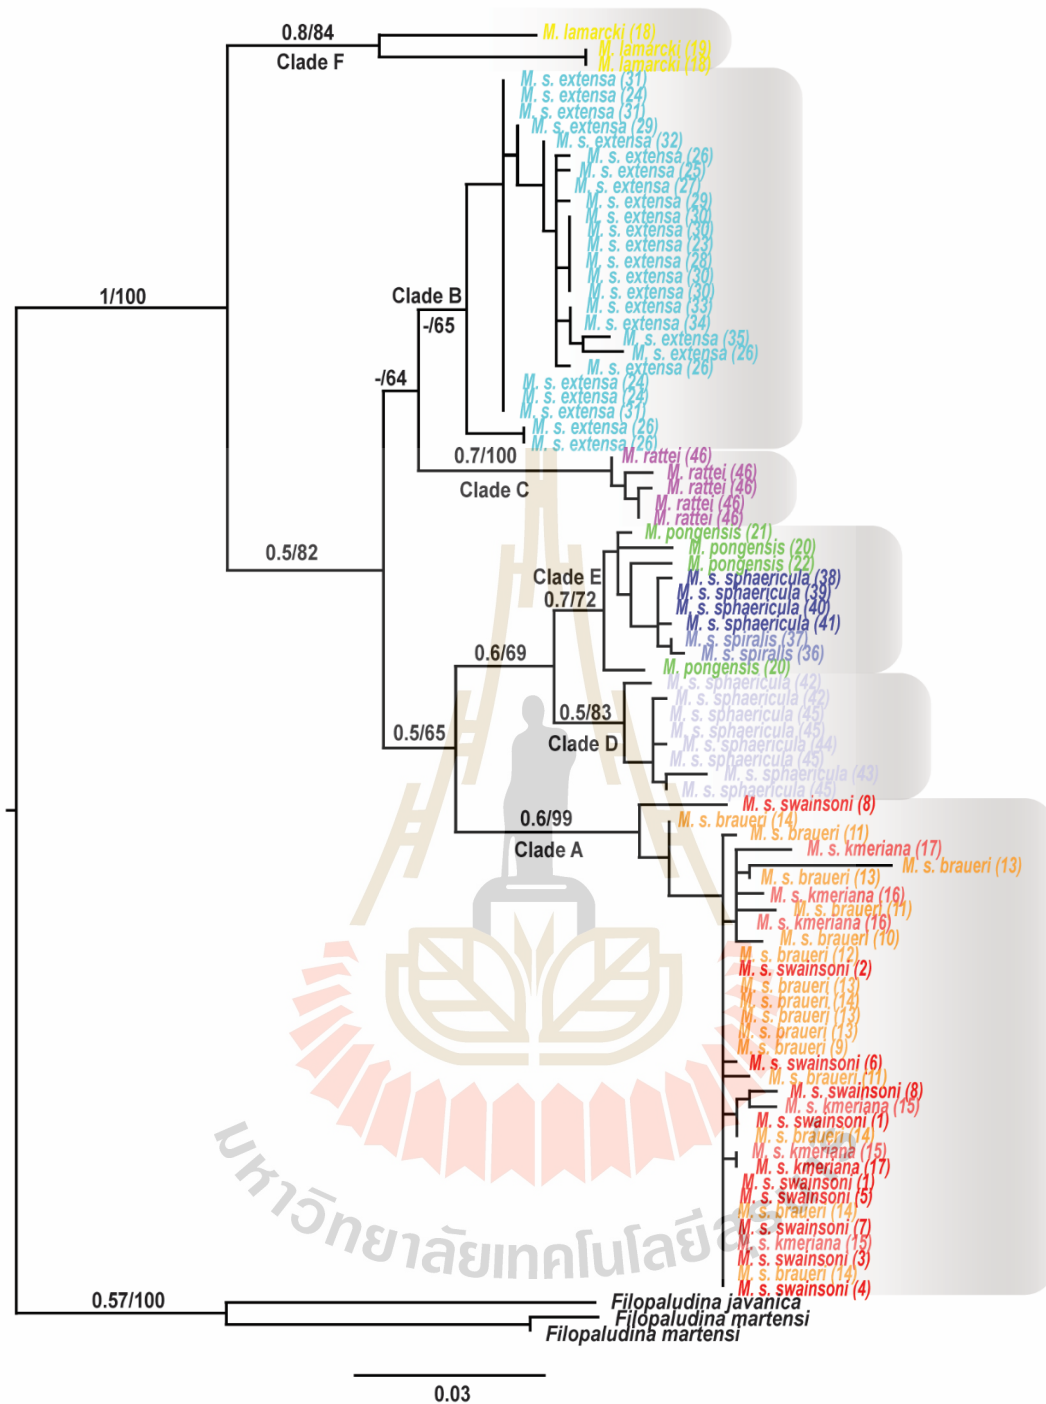 0.8/84
Clade F
M. lamarcki (18)
M. lamarcki (18)
M. lamarcki (18)
M. s. extensa (31)
M. s. extensa (24)
M. s. extensa (31)
M. s. extensa (29)
M. s. extensa (32)
M. s. extensa (26)
M. s. extensa (25)
M. s. extensa (27)
M. s. extensa (29)
M. s. extensa (30)
M. s. extensa (30)
M. s. extensa (23)
M. s. extensa (28)
M. s. extensa (30)
M. s. extensa (30)
1/100
Clade B
M. s. extensa (33)
-/65
M. s. extensa (34)
M. s. extensa (35)
M. s. extensa (26)
M. s. extensa (26)
-/64
M. s. extensa (24)
M. s. extensa (24)
M. s. extensa (31)
M. s. extensa (26)
M. s. extensa (26)
0.7/100
Clade C
M. rattei (46)
M. rattei (46)
M. rattei (46)
M. rattei (46)
M. rattei (46)
M. pongensis (21)
0.5/82
M. pongensis (20)
M. pongensis (22)
Clade E
0.7/72
M. s. sphaericula (38)
M. s. sphaericula (39)
M. s. sphaericula (40)
M. s. sphaericula (41)
M. s. spiralis (37)
M. s. spiralis (36)
0.6/69
M. pongensis (20)
M. s. sphaericula (42)
M. s. sphaericula (42)
0.5/83
M. s. sphaericula (45)
0.5/65
M. s. sphaericula (45)
Clade D
M. s. sphaericula (44)
M. s. sphaericula (45)
M. s. sphaericula (43)
M. s. sphaericula (45)
M. s. swainsoni (8)
0.6/99
Clade A
M. s. braueri (14)
M. s. braueri (11)
M. s. kmeriana (17)
M. s. braueri (13)
M. s. braueri (13)
M. s. kmeriana (16)
M. s. braueri (11)
M. s. kmeriana (16)
M. s. braueri (10)
M. s. braueri (12)
M. s. swainsoni (2)
M. s. braueri (13)
M. s. braueri (14)
M. s. braueri (13)
M. s. braueri (13)
M. s. braueri (9)
M. s. swainsoni (6)
M. s. braueri (11)
M. s. swainsoni (8)
M. s. kmeriana (15)
M. s. swainsoni (1)
M. s. braueri (14)
M. s. kmeriana (15)
M. s. kmeriana (17)
M. s. swainsoni (1)
M. s. swainsoni (5)
M. s. braueri (14)
M. s. swainsoni (7)
M. s. kmeriana (15)
M. s. swainsoni (3)
M. s. braueri (14)
M. s. swainsoni (4)
0.57/100
Filopaludina javanica
Filopaludina martensi
Filopaludina martensi
0.03